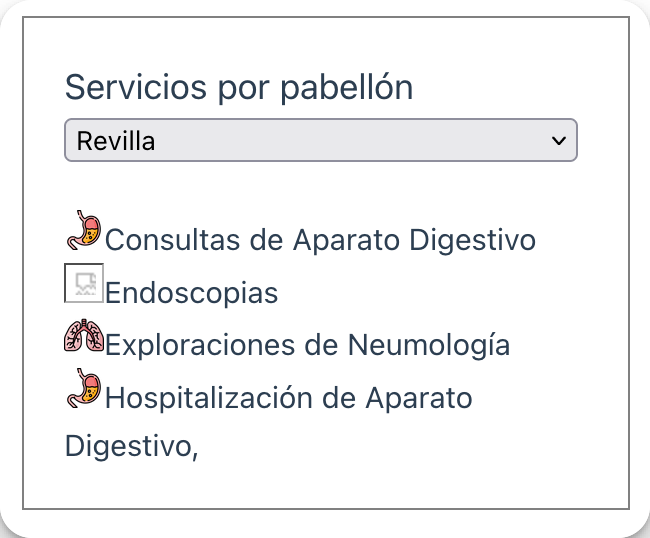 Servicios por pabellón
Revilla
Consultas de Aparato Digestivo
Endoscopias
Exploraciones de Neumología
Hospitalización de Aparato
Digestivo,